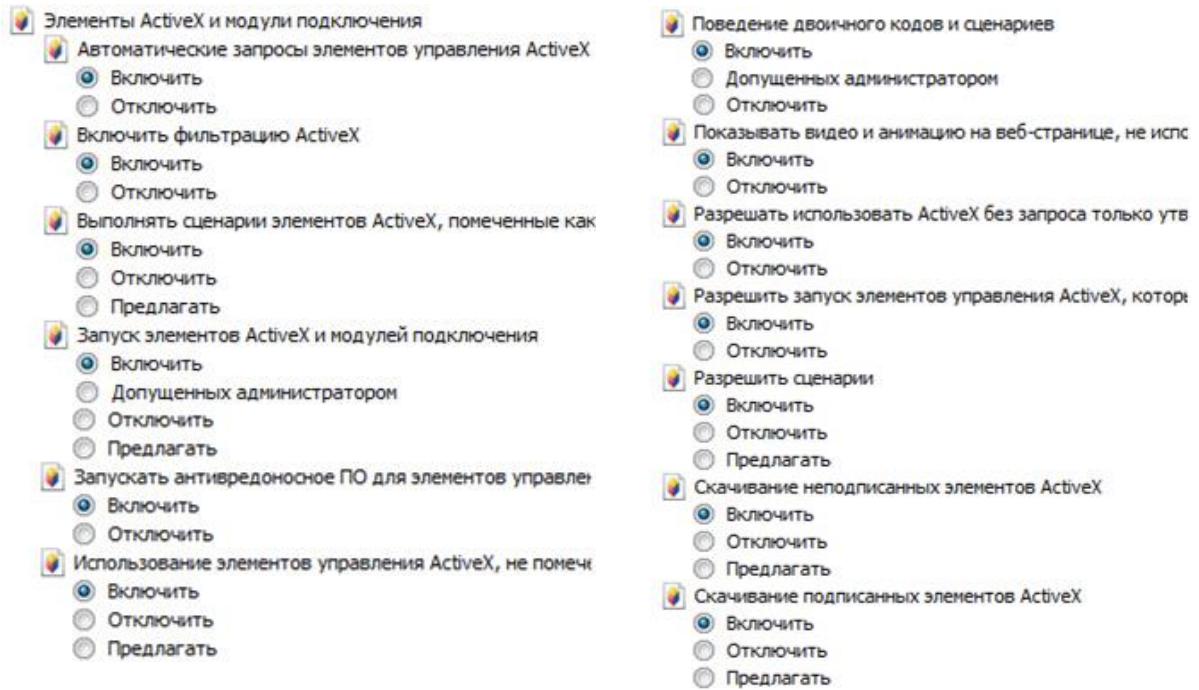 Элементы ActiveX и модули подключения
Автоматические запросы элементов управления ActiveX
Включить
Отключить
Включить фильтрацию ActiveX
Включить
Отключить
Выполнять сценарии элементов ActiveX, помеченные как
Включить
Отключить
Предлагать
Запуск элементов ActiveX и модулей подключения
Включить
Допущенных администратором
Отключить
Предлагать
Запускать антивредоносное ПО для элементов управлен
Включить
Отключить
Использование элементов управления ActiveX, не помече
Включить
Отключить
Предлагать
Поведение двоичного кодов и сценариев
Включить
Допущенных администратором
Отключить
Показывать видео и анимацию на веб-странице, не испо
Включить
Отключить
Разрешать использовать ActiveX без запроса только утв
Включить
Отключить
Разрешить запуск элементов управления ActiveX, которы
Включить
Отключить
Разрешить сценарии
Включить
Отключить
Предлагать
Скачивание неподписанных элементов ActiveX
Включить
Отключить
Предлагать
Скачивание подписанных элементов ActiveX
Включить
Отключить
Предлагать